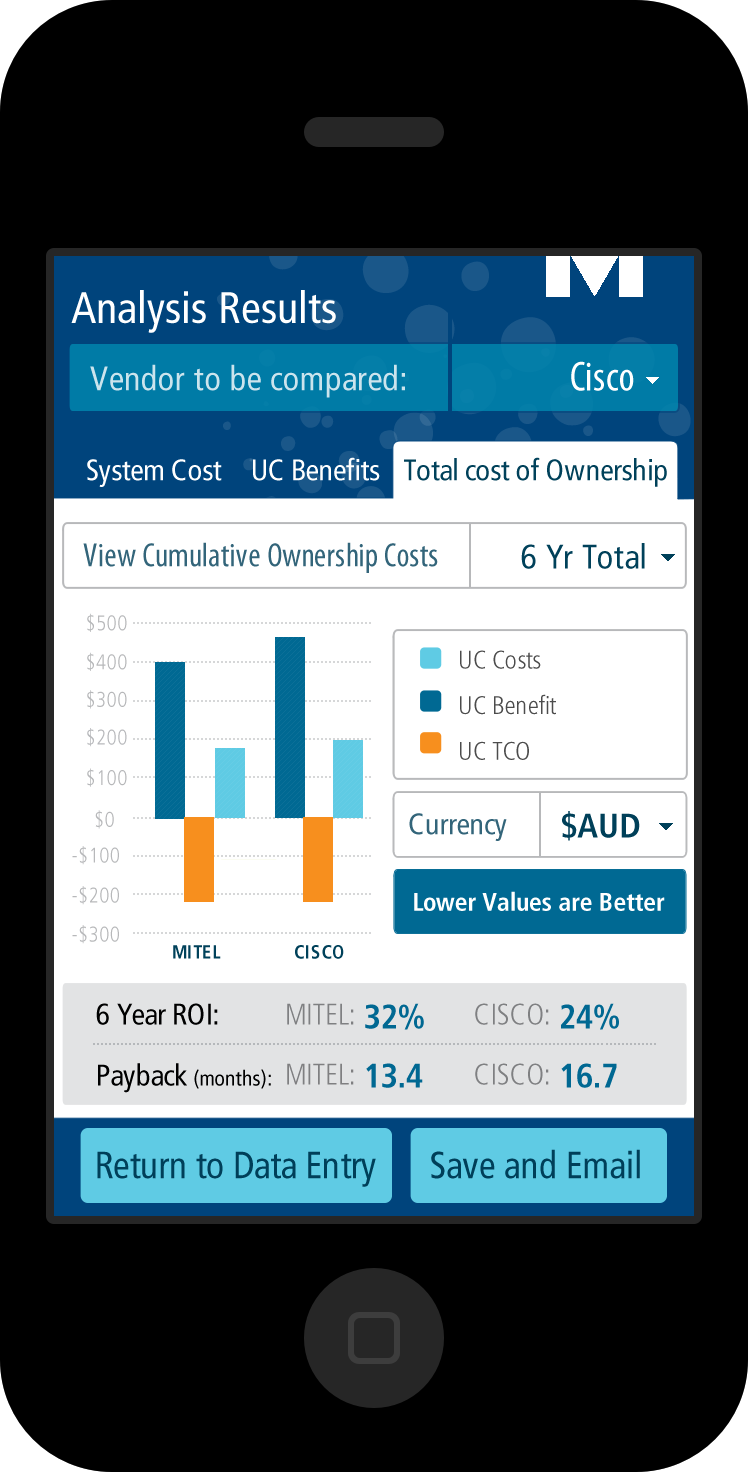 Analysis Results
Vendor to be compared: Cisco
System Cost UC Benefits Total cost of Ownership
View Cumulative Ownership Costs 6 Yr Total
$500
$400
$300
$200
$100
$0
-$100
-$200
-$300
MITEL CISCO
UC Costs
UC Benefit
UC TCO
Currency $AUD
Lower Values are Better
6 Year ROI: MITEL: 32% CISCO: 24%
Payback (months): MITEL: 13.4 CISCO: 16.7
Return to Data Entry Save and Email